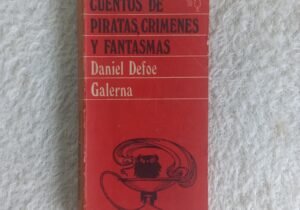 CUENTOS DE
PIRATAS, CRIMENES
Y FANTASMAS
Daniel Defoe
Galerna